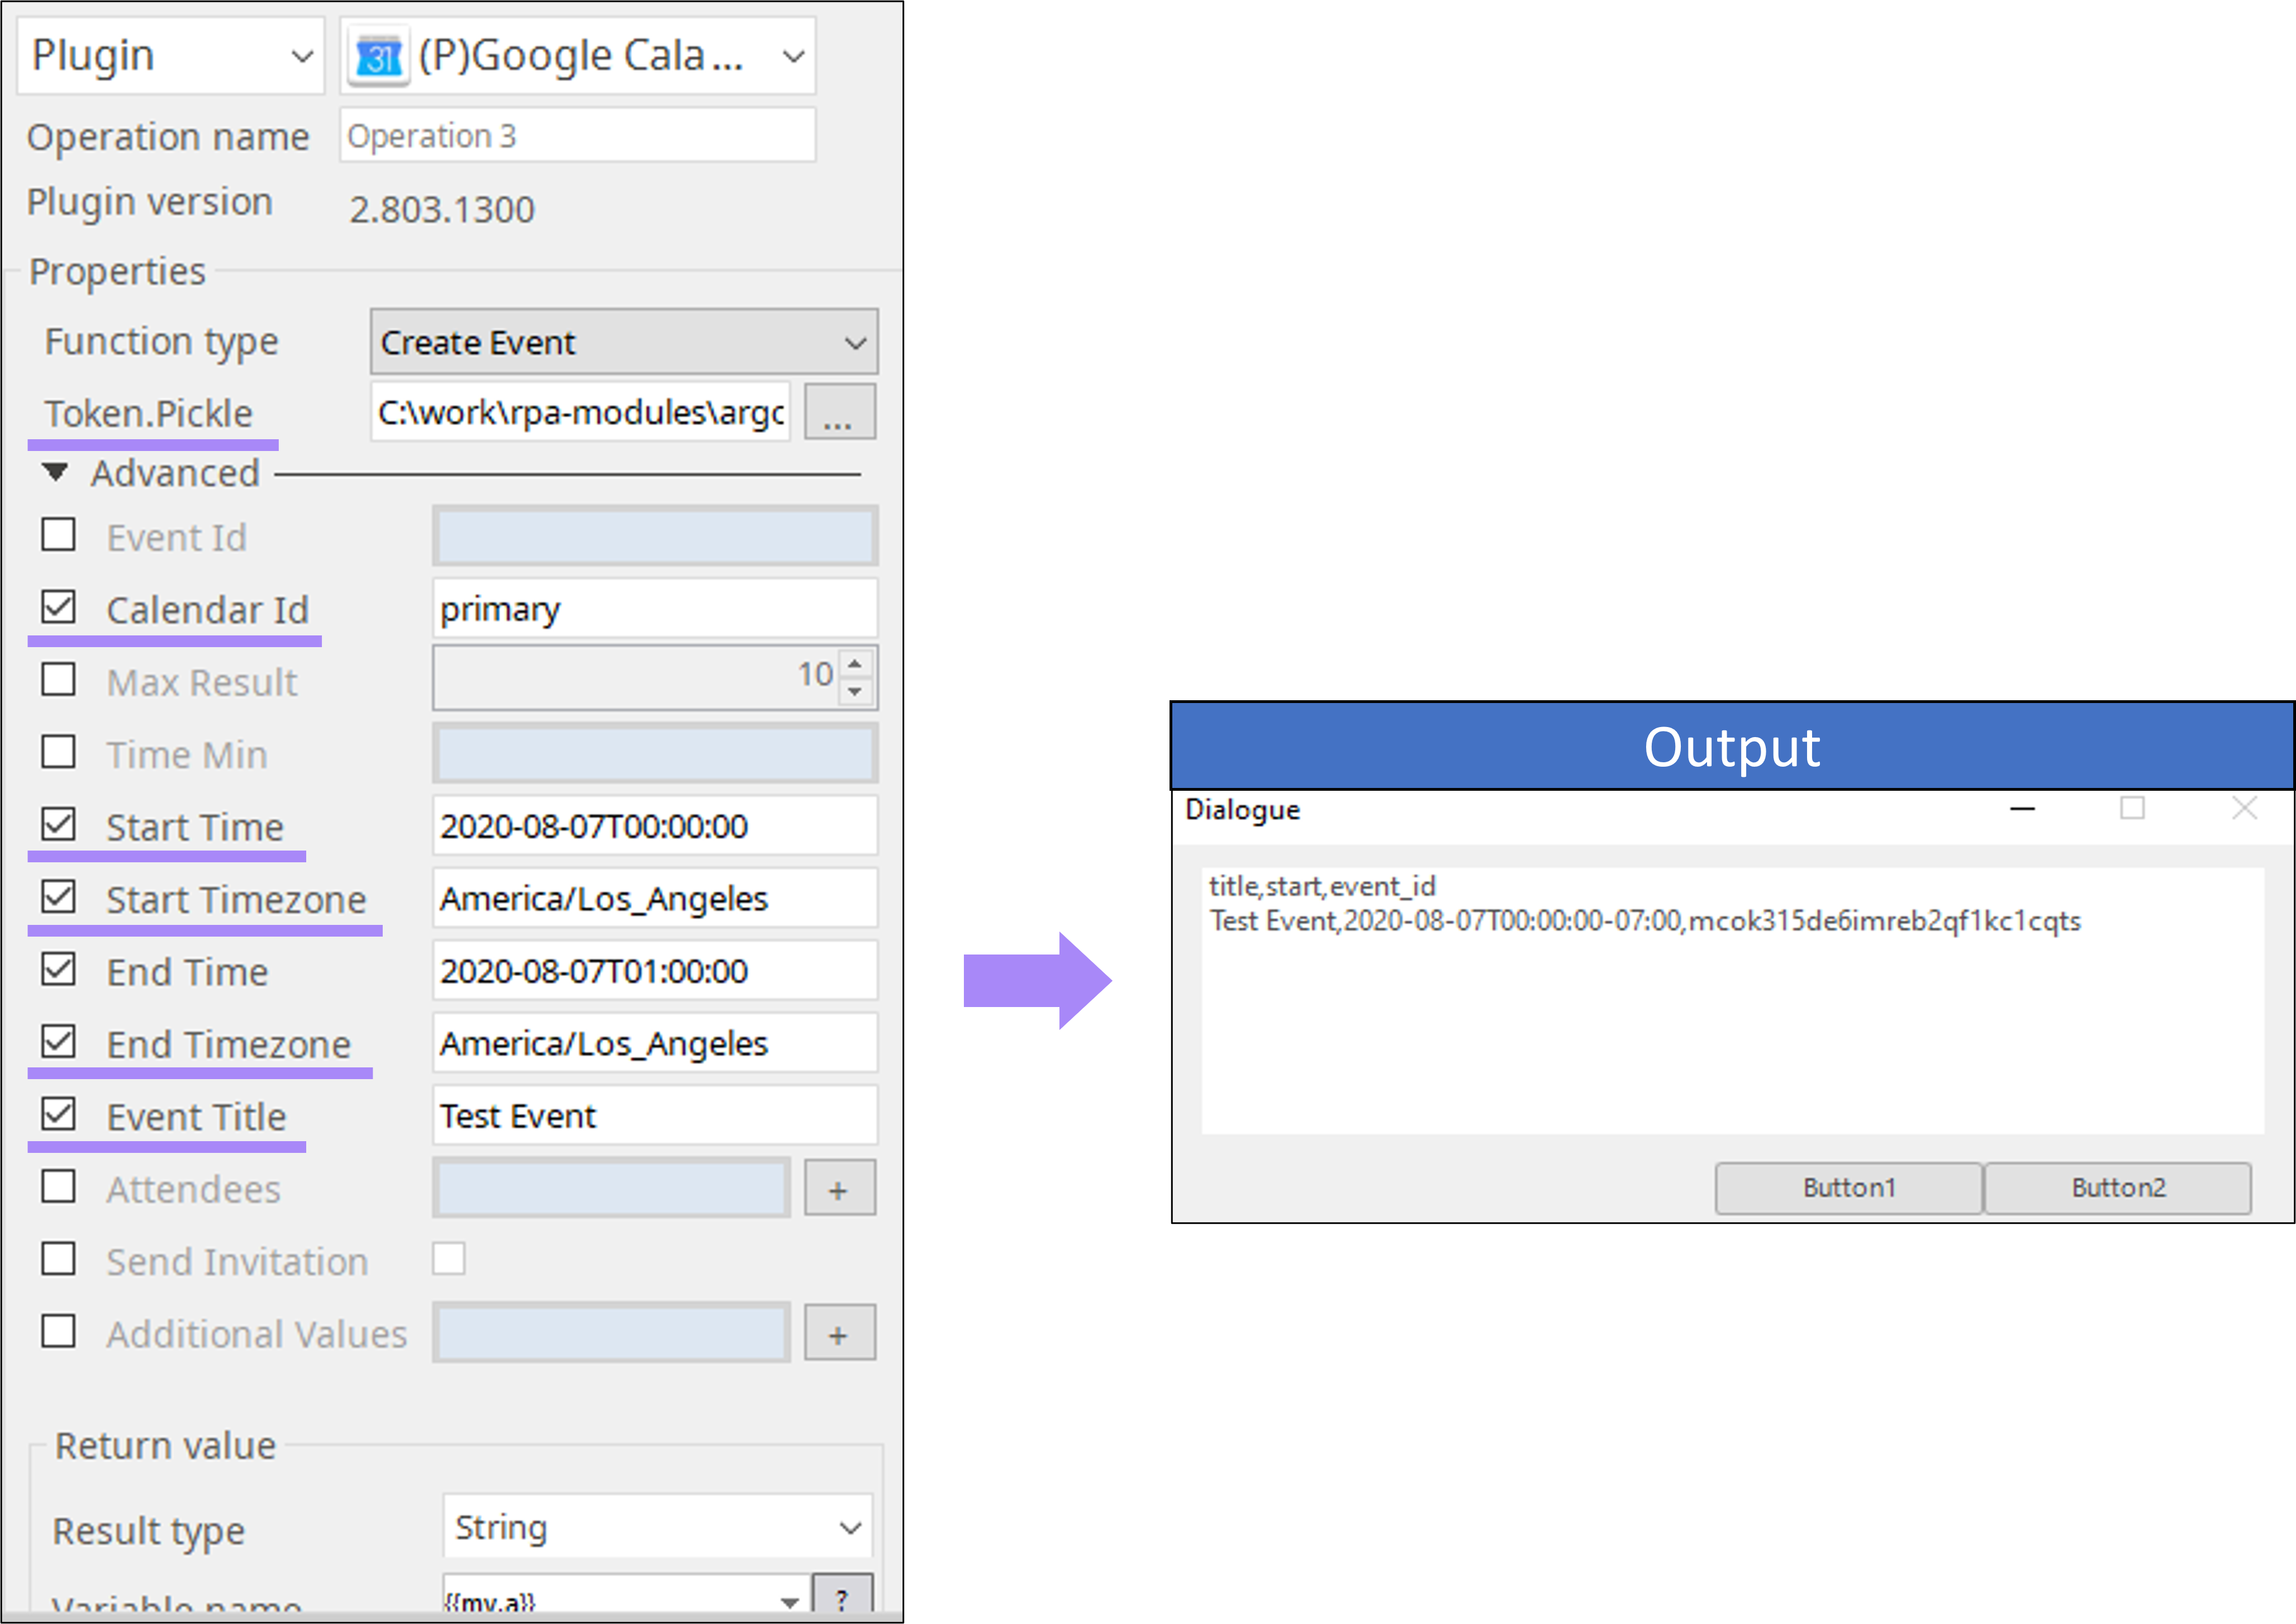 Plugin
31 (P)Google Cala...
Operation name Operation 3
Plugin version 2.803.1300
Properties
Function type Create Event
Token.Pickle C:\work\rpa-modules\argo ...
Advanced
Event Id
Calendar Id primary
Max Result 10
Time Min
Start Time 2020-08-07T00:00:00
Start Timezone America/Los_Angeles
End Time 2020-08-07T01:00:00
End Timezone America/Los_Angeles
Event Title Test Event
Attendees +
Send Invitation
Additional Values +
Return value
Result type String
Variable name {{my.a}} ?
Output
Dialogue
title,start,event_id
Test Event,2020-08-07T00:00:00-07:00,mcok315de6imreb2qf1kc1cqts
Button1 Button2